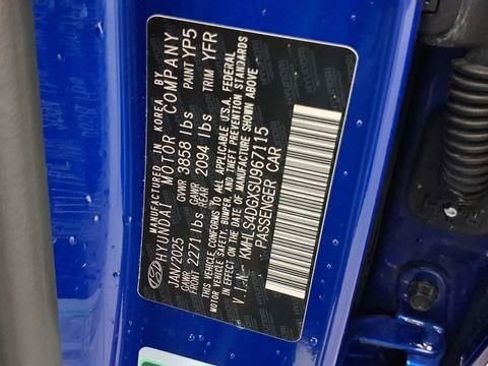 MANUFACTURED IN KOREA BY
HYUNDAI MOTOR COMPANY
JAN/2025 GVWR 3858 lbs PAINT YP5
GAWR FRONT 2271 lbs GAWR REAR 2094 lbs TRIM YFR
THIS VEHICLE CONFORMS TO ALL APPLICABLE U.S.A. FEDERAL
MOTOR VEHICLE SAFETY, BUMPER, AND THEFT PREVENTION STANDARDS
IN EFFECT ON THE DATE OF MANUFACTURE SHOWN ABOVE
KMHLS4DGXSU967115
PASSENGER CAR